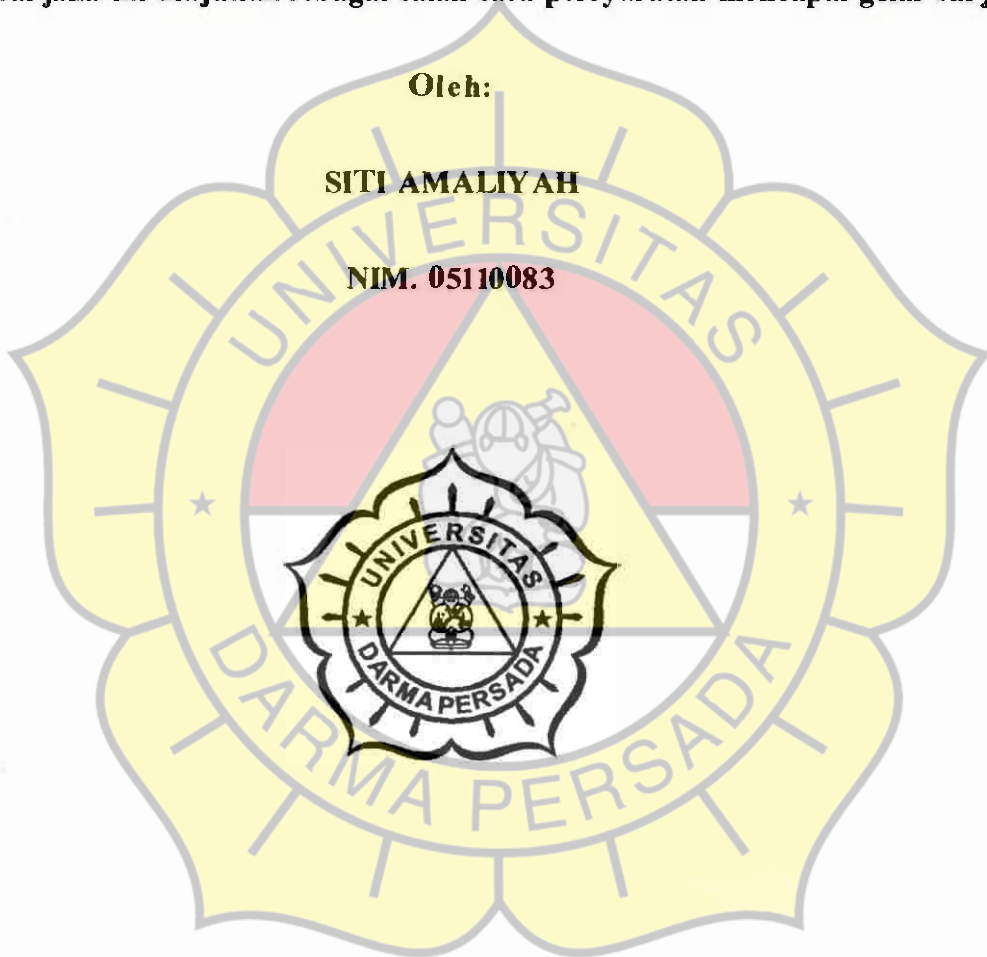 Oleh:
SITI AMALIYAH
NIM. 05110083
UNIVERSITAS
DARMA PERSADA
UNIVERSITAS
DARMA PERSADA